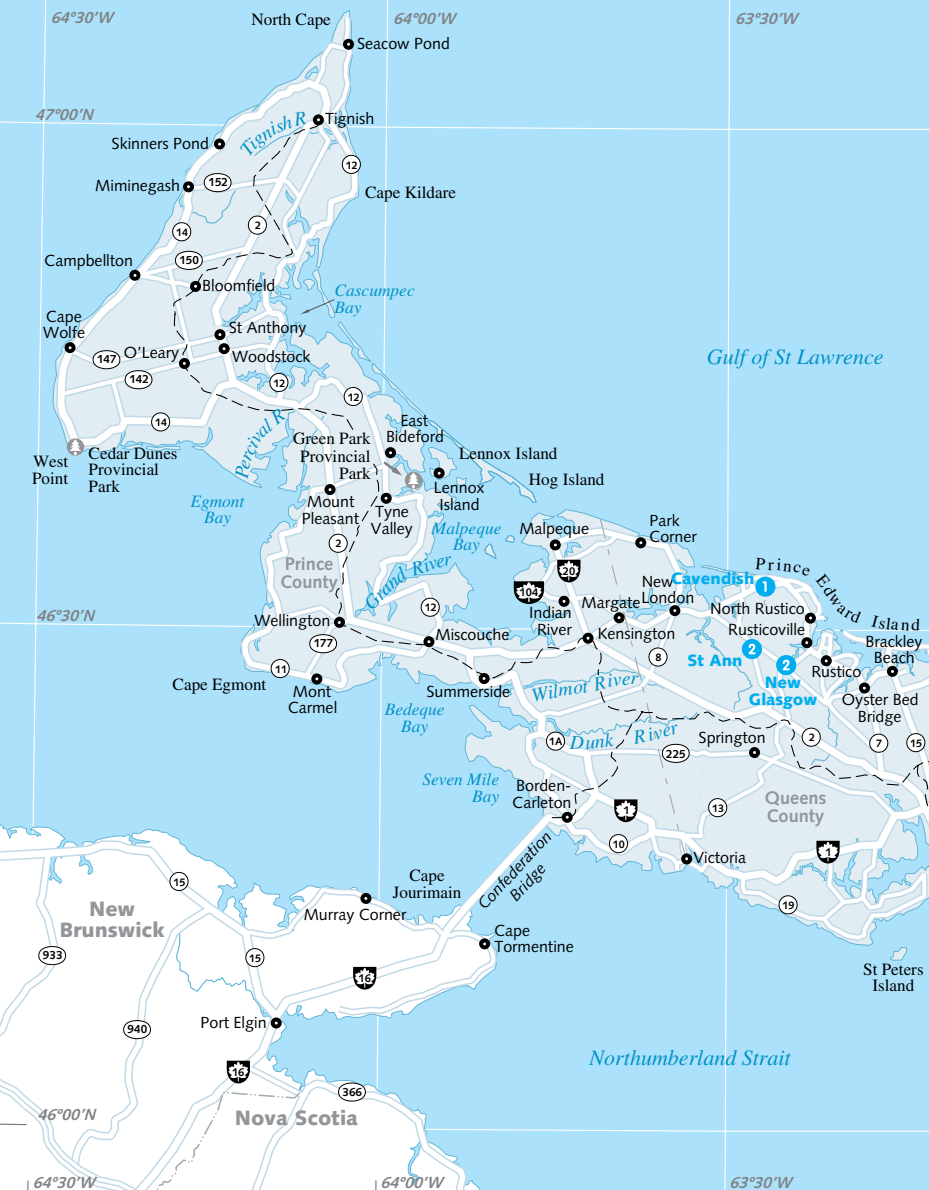 64°30'W
64°00'W
63°30'W
North Cape
Seacow Pond
47°00'N
Tignish R
Tignish
Skinners Pond
12
Miminegash
152
Cape Kildare
14
2
150
Campbellton
Bloomfield
Cascumpec
Bay
Cape
Wolfe
St Anthony
O'Leary
Woodstock
147
142
Gulf of St Lawrence
12
12
14
Percival R
East
Bideford
Green Park
Provincial
Park
Lennox Island
West
Point
Cedar Dunes
Provincial
Park
Hog Island
Lennox
Island
Egmont
Bay
Mount
Pleasant
Tyne
Valley
Malpeque
Bay
Malpeque
Park
Corner
2
20
Prince
County
Grand River
104
Cavendish
1
Prince Edward Island
New
London
Indian
River
Margate
North Rustico
12
46°30'N
Wellington
177
Miscouche
Kensington
Rusticoville
Brackley
Beach
8
St Ann
2
2
Rustico
11
Cape Egmont
Mont
Carmel
Summerside
Wilmot River
New
Glasgow
Oyster Bed
Bridge
Bedeque
Bay
1A
Dunk River
225
Springton
2
7
15
Seven Mile
Bay
Borden-
Carleton
1
13
Queens
County
10
Victoria
1
Confederation
Bridge
15
Cape
Jourimain
19
Murray Corner
New
Brunswick
Cape
Tormentine
933
15
16
St Peters
Island
Port Elgin
940
Northumberland Strait
16
366
46°00'N
Nova Scotia
64°30'W
64°00'W
63°30'W